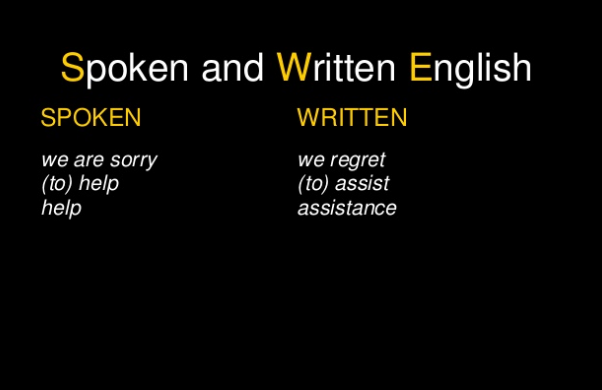 Spoken and Written English
SPOKEN
we are sorry
(to) help
help
WRITTEN
we regret
(to) assist
assistance